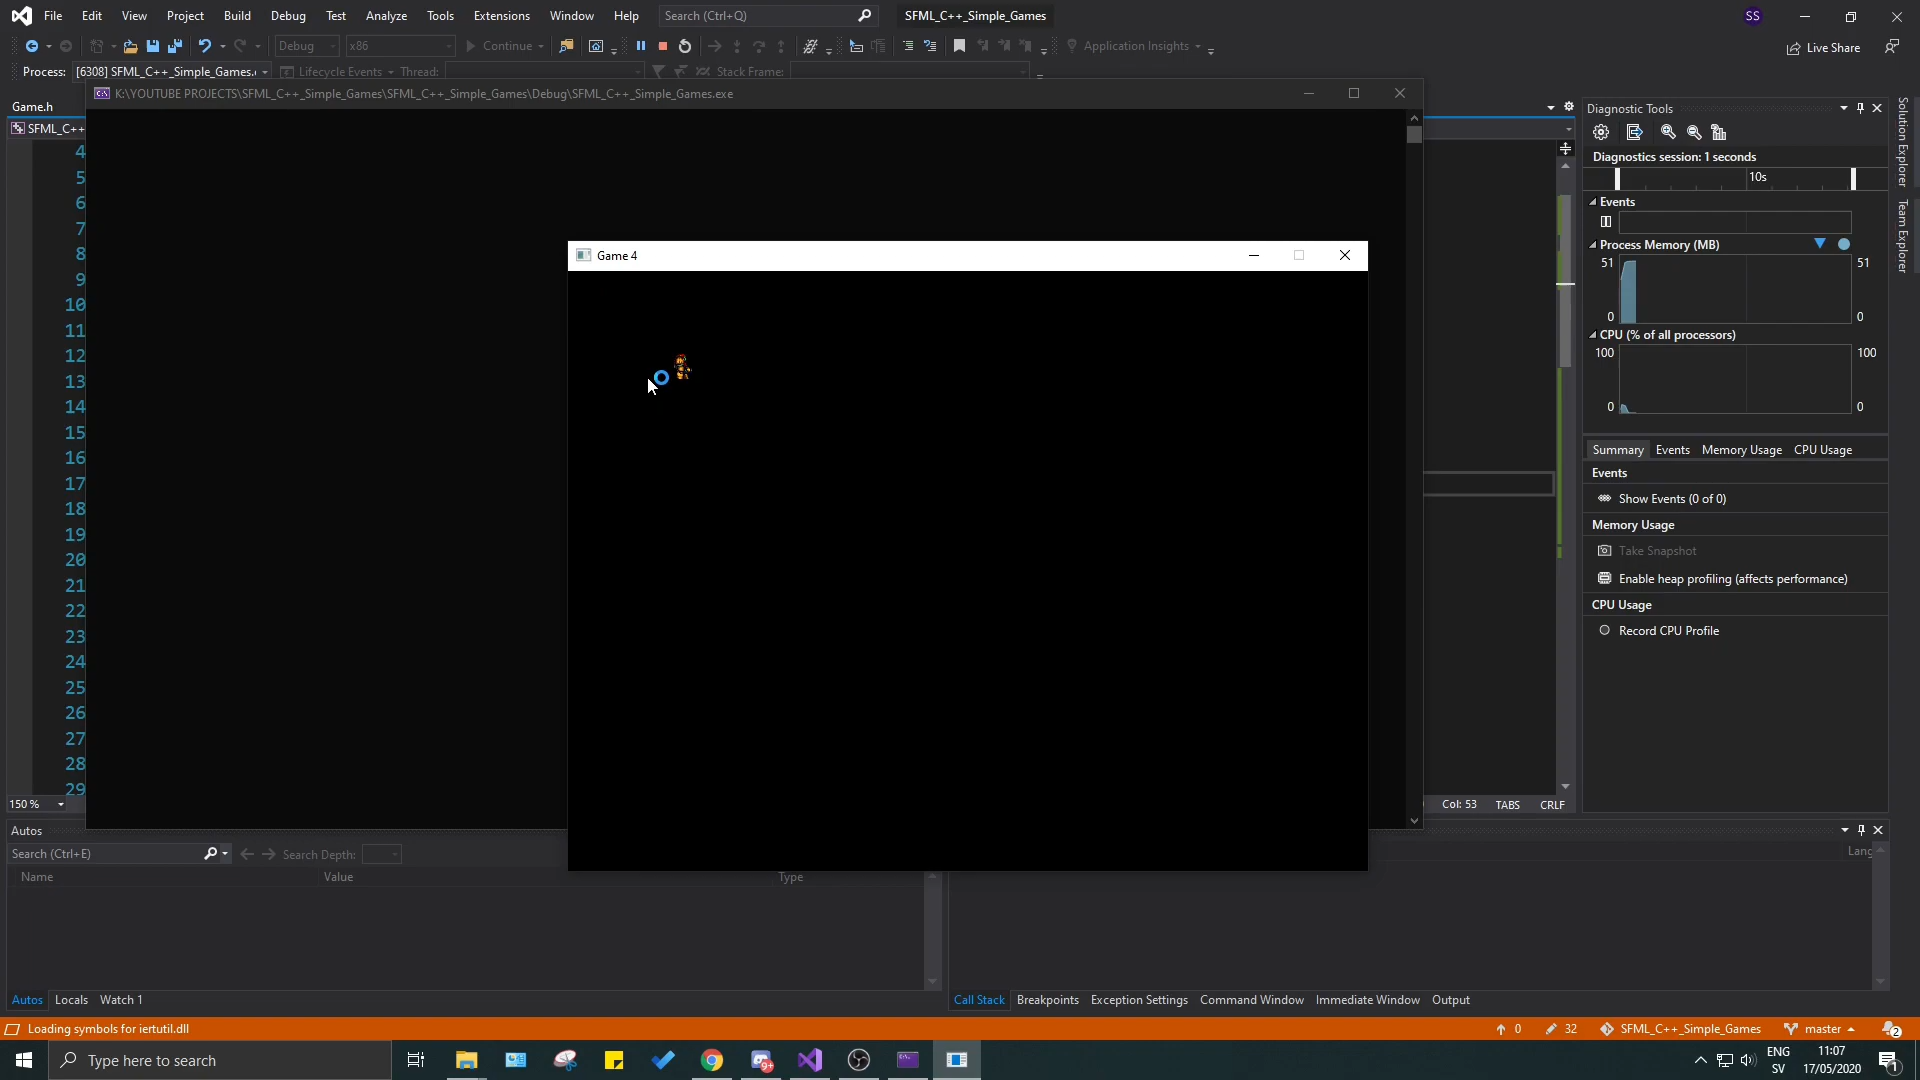 File Edit View Project Build Debug Test Analyze Tools Extensions Window Help Search (Ctrl+Q) SFML_C++_Simple_Games SS
Debug x86 Continue Application Insights Live Share
Process: [6308] SFML_C++_Simple_Games. Lifecycle Events Thread: Stack Frame:
K:\YOUTUBE PROJECTS\SFML_C++_Simple_Games\SFML_C++_Simple_Games\Debug\SFML_C++_Simple_Games.exe
Game.h
SFML_C++
4
5
6
7
8
9
10
11
12
13
14
15
16
17
18
19
20
21
22
23
24
25
26
27
28
29
150 %
Game 4
Col: 53 TABS CRLF
Diagnostic Tools
Diagnostics session: 1 seconds
10s
Events
Process Memory (MB)
51 51
0 0
CPU (% of all processors)
100 100
0 0
Summary Events Memory Usage CPU Usage
Events
Show Events (0 of 0)
Memory Usage
Take Snapshot
Enable heap profiling (affects performance)
CPU Usage
Record CPU Profile
Solution Explorer
Team Explorer
Autos
Search (Ctrl+E) Search Depth:
Name Value Type
Lang
Autos Locals Watch 1
Call Stack Breakpoints Exception Settings Command Window Immediate Window Output
Loading symbols for iertutil.dll 0 32 SFML_C++_Simple_Games master 2
Type here to search
9+
ENG
SV
11:07
17/05/2020
1